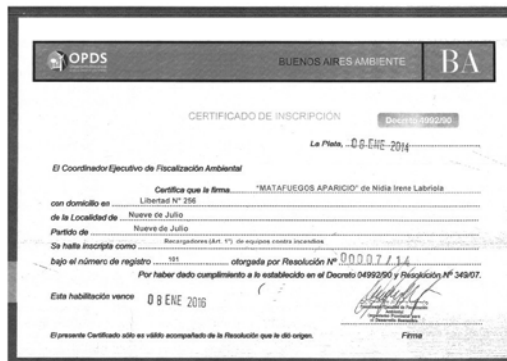 OPDS
BUENOS AIRES AMBIENTE
BA
CERTIFICADO DE INSCRIPCIÓN
Decreto 4992/90
La Plata, 08 ENE 2014
El Coordinador Ejecutivo de Fiscalización Ambiental
Certifica que la firma "MATAFUEGOS APARICIO" de Nidia Irene Labriola
con domicilio en Libertad N° 256
de la Localidad de Nueve de Julio
Partido de Nueve de Julio
Se halla inscripta como Recargadores (Art. 1°) de equipos contra incendios
bajo el número de registro 101 otorgada por Resolución Nº 00007/14
Por haber dado cumplimiento a lo establecido en el Decreto 04992/90 y Resolución Nº 349/07.
Esta habilitación vence 08 ENE 2016
El presente Certificado sólo es válido acompañado de la Resolución que le dió origen.
Firma